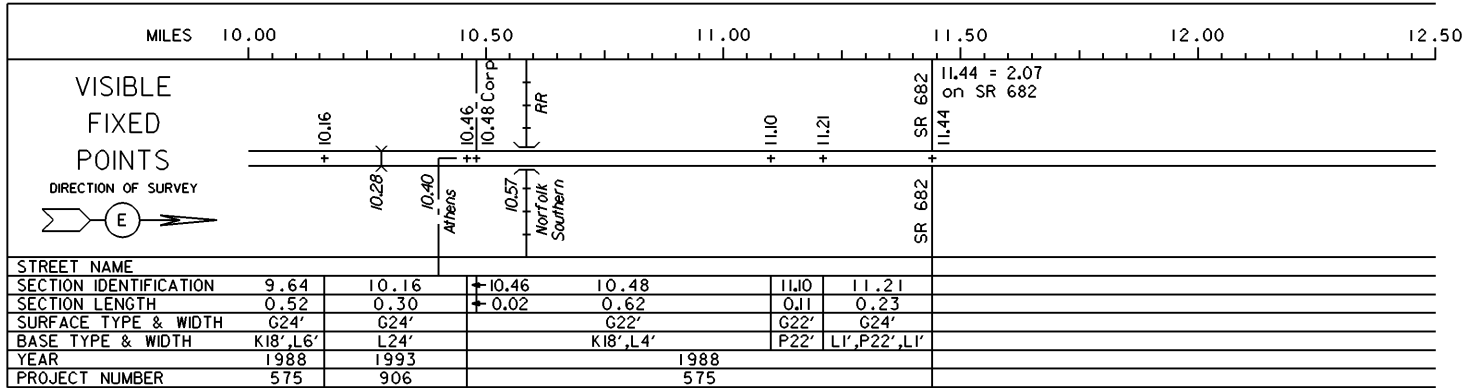 MILES 10.00 10.50 11.00 11.50 12.00 12.50
VISIBLE
FIXED
POINTS
DIRECTION OF SURVEY
E
10.16
10.28
10.40
Athens
10.46
10.48 Corp
RR
10.57
Norfolk
Southern
11.10
11.21
SR 682
11.44
SR 682
11.44 = 2.07
on SR 682
STREET NAME
SECTION IDENTIFICATION 9.64 10.16 10.46 10.48 11.10 11.21
SECTION LENGTH 0.52 0.30 0.02 0.62 0.11 0.23
SURFACE TYPE & WIDTH G24' G24' G22' G22' G24'
BASE TYPE & WIDTH K18',L6' L24' K18',L4' P22' L1',P22',L1'
YEAR 1988 1993 1988
PROJECT NUMBER 575 906 575